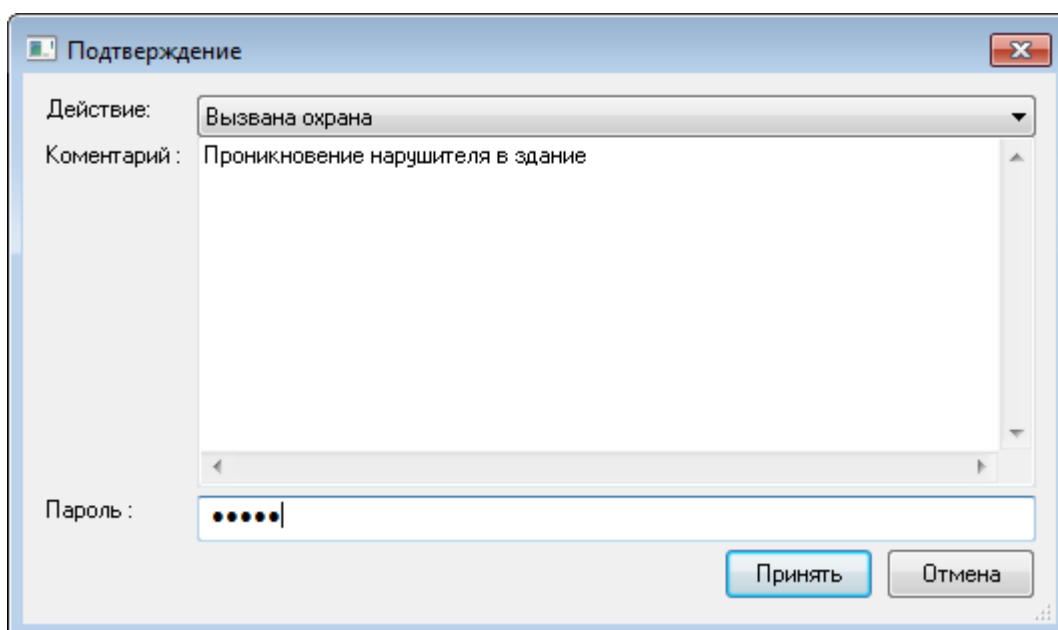 Подтверждение
Действие: Вызвана охрана
Коментарий : Проникновение нарушителя в здание
Пароль : •••••
Принять Отмена